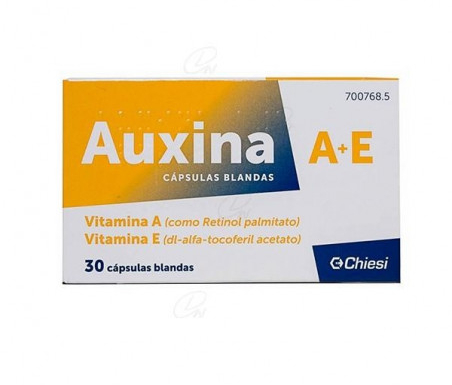 700768.5
Auxina A+E
CÁPSULAS BLANDAS
Vitamina A (como Retinol palmitato)
Vitamina E (dl-alfa-tocoferil acetato)
30 cápsulas blandas
Chiesi